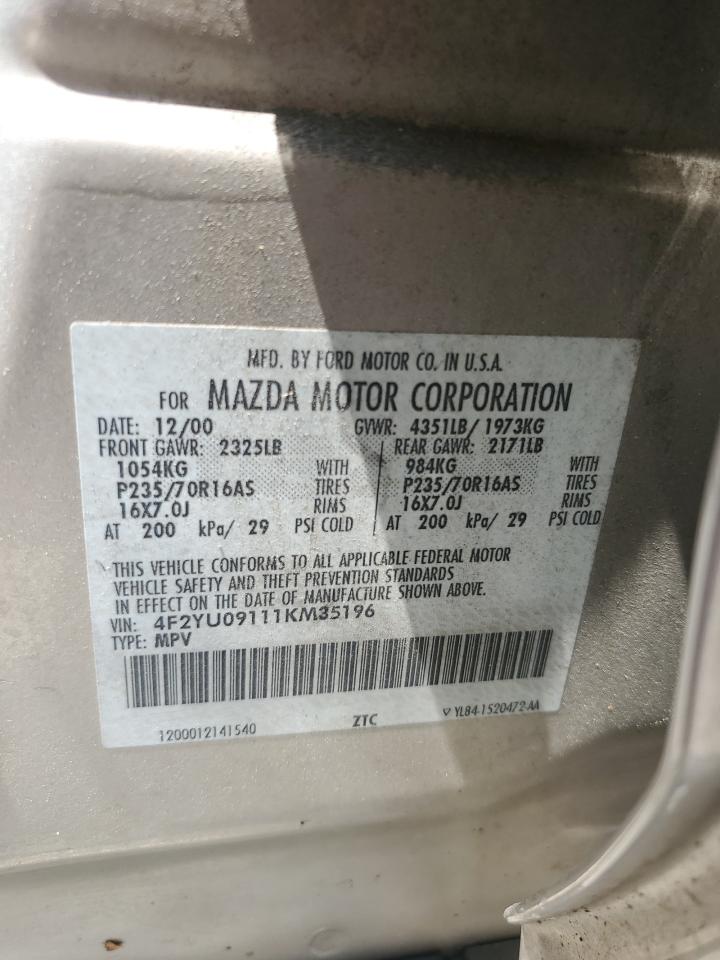 MFD. BY FORD MOTOR CO. IN U.S.A.
FOR MAZDA MOTOR CORPORATION
DATE: 12/00 GVWR: 4351LB/1973KG
FRONT GAWR: 2325LB REAR GAWR: 2171LB
1054KG WITH 984KG WITH
P235/70R16AS TIRES P235/70R16AS TIRES
16X7.0J RIMS 16X7.0J RIMS
AT 200 kPa/ 29 PSI COLD AT 200 kPa/ 29 PSI COLD
THIS VEHICLE CONFORMS TO ALL APPLICABLE FEDERAL MOTOR
VEHICLE SAFETY AND THEFT PREVENTION STANDARDS
IN EFFECT ON THE DATE OF MANUFACTURE SHOWN ABOVE.
VIN: 4F2YU09111KM35196
TYPE: MPV
1200012141540 ZTC YL84-1520472-AA